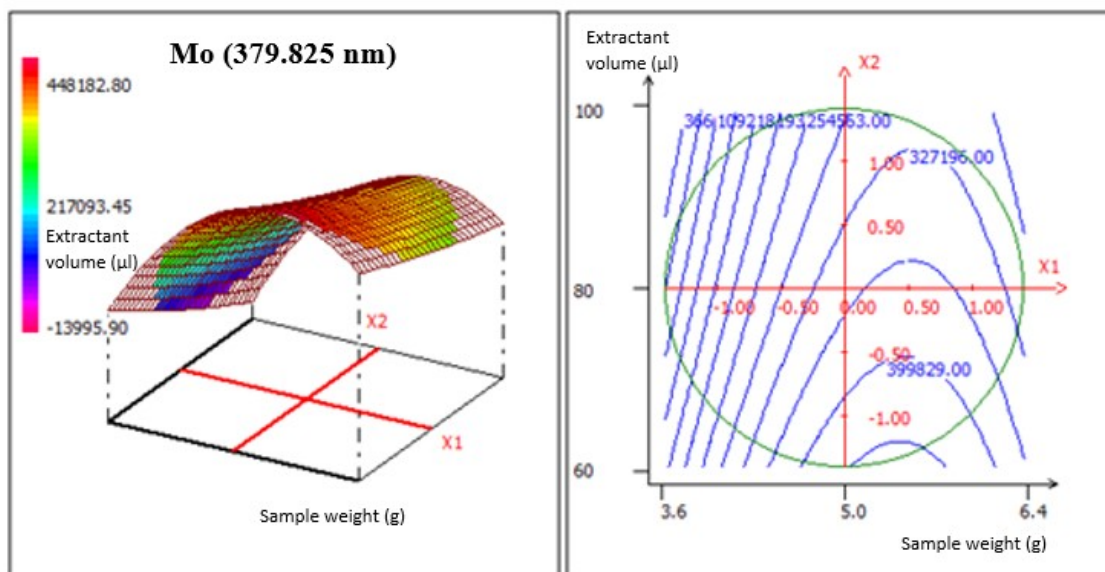 Mo (379.825 nm)
448182.80
217093.45
Extractant
volume (µl)
-13995.90
X2
X1
Sample weight (g)
Extractant
volume (µl)
X2
100
327196.00
1.00
0.50
X1
80
-1.00
-0.50
0.00
0.50
1.00
-0.50
399829.00
-1.00
60
3.6
5.0
6.4
Sample weight (g)